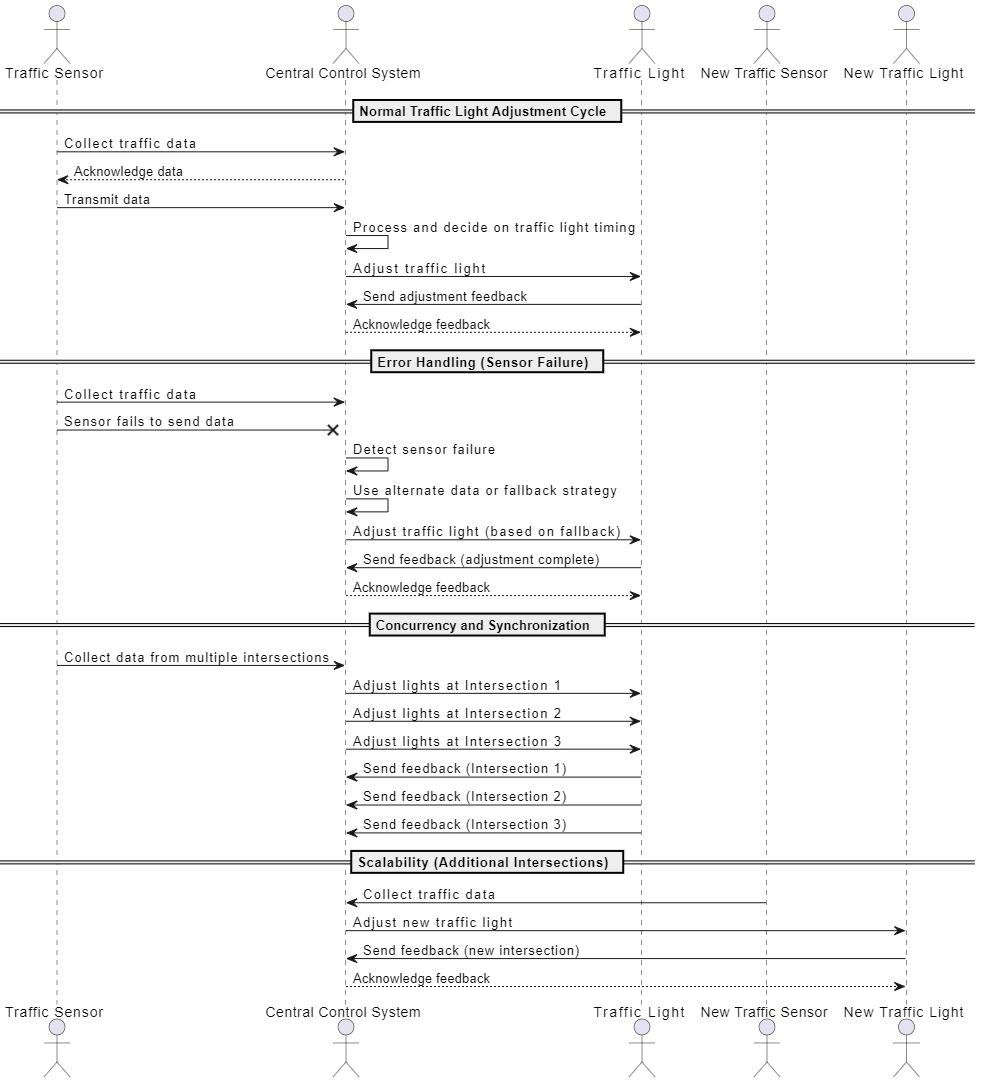 Traffic Sensor Central Control System Traffic Light New Traffic Sensor New Traffic Light
Normal Traffic Light Adjustment Cycle
Collect traffic data
Acknowledge data
Transmit data
Process and decide on traffic light timing
Adjust traffic light
Send adjustment feedback
Acknowledge feedback
Error Handling (Sensor Failure)
Collect traffic data
Sensor fails to send data
Detect sensor failure
Use alternate data or fallback strategy
Adjust traffic light (based on fallback)
Send feedback (adjustment complete)
Acknowledge feedback
Concurrency and Synchronization
Collect data from multiple intersections
Adjust lights at Intersection 1
Adjust lights at Intersection 2
Adjust lights at Intersection 3
Send feedback (Intersection 1)
Send feedback (Intersection 2)
Send feedback (Intersection 3)
Scalability (Additional Intersections)
Collect traffic data
Adjust new traffic light
Send feedback (new intersection)
Acknowledge feedback
Traffic Sensor Central Control System Traffic Light New Traffic Sensor New Traffic Light